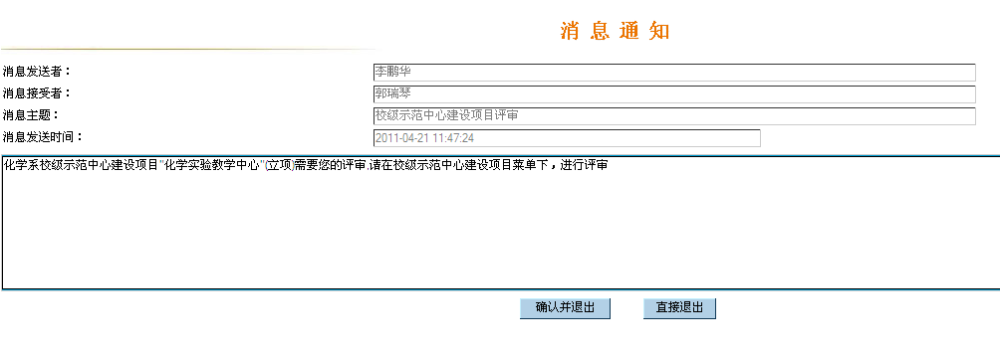 消息通知
消息发送者：
李鹏华
消息接受者：
郭瑞琴
消息主题：
校级示范中心建设项目评审
消息发送时间：
2011-04-21 11:47:24
化学系校级示范中心建设项目"化学实验教学中心"(立项)需要您的评审,请在校级示范中心建设项目菜单下，进行评审
确认并退出
直接退出